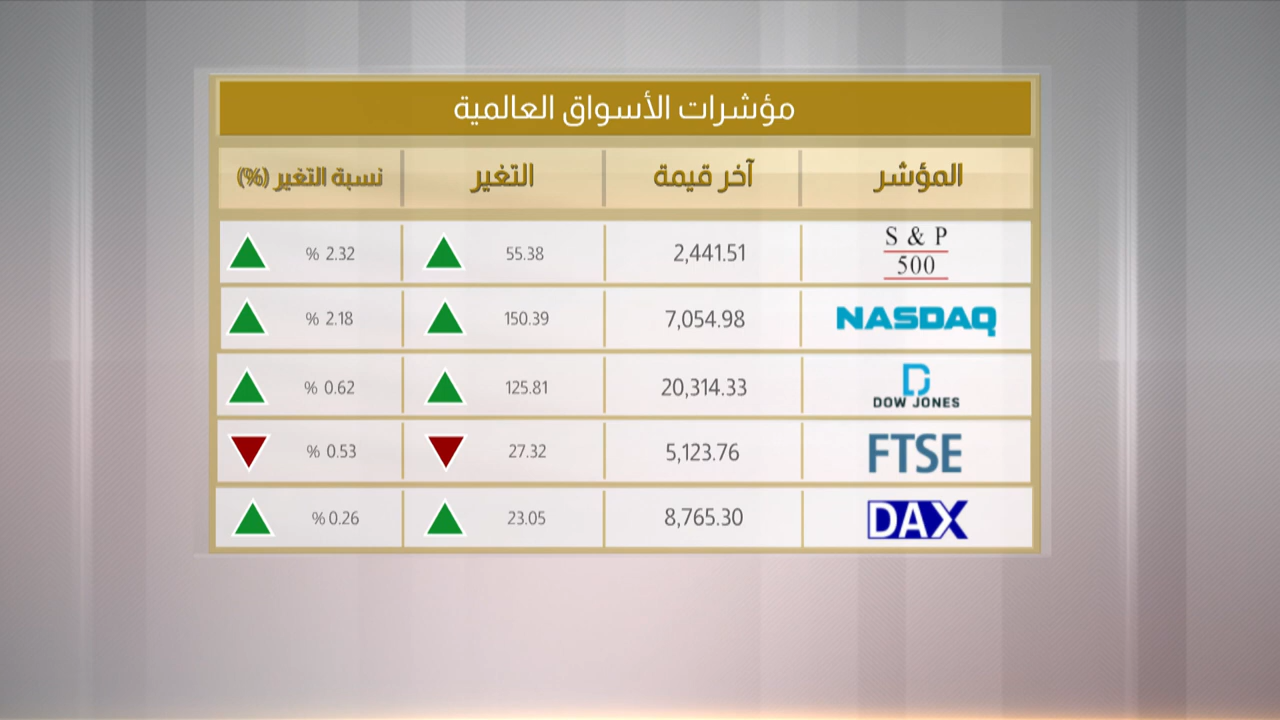 مؤشرات الأسواق العالمية
المؤشر آخر قيمة التغير نسبة التغير (%)
S & P
500
2,441.51 55.38 % 2.32
NASDAQ 7,054.98 150.39 % 2.18
DOW JONES 20,314.33 125.81 % 0.62
FTSE 5,123.76 27.32 % 0.53
DAX 8,765.30 23.05 % 0.26